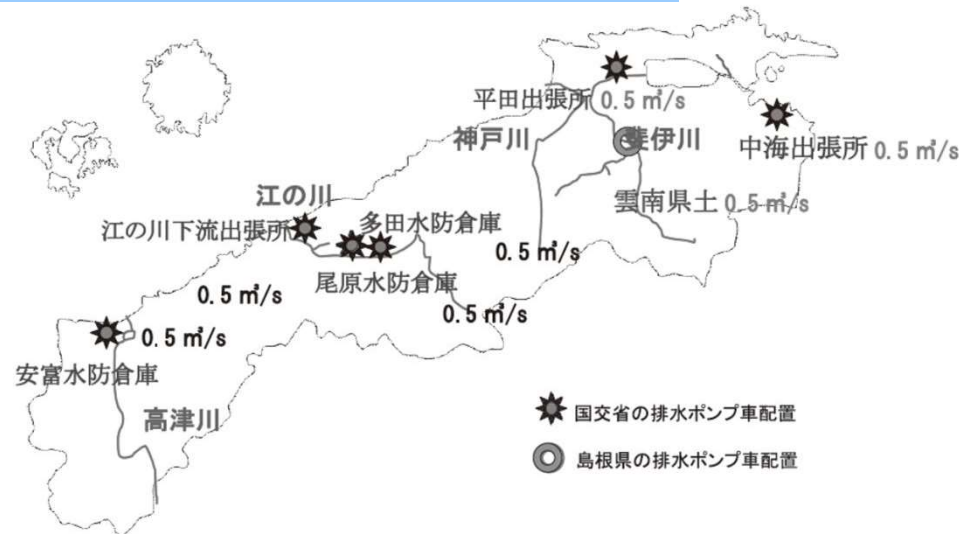 平田出張所 0.5 ㎥/s
神戸川
斐伊川
中海出張所 0.5 ㎥/s
江の川
雲南県土 0.5 ㎥/s
江の川下流出張所
多田水防倉庫
0.5 ㎥/s
尾原水防倉庫
0.5 ㎥/s
0.5 ㎥/s
0.5 ㎥/s
安富水防倉庫
高津川
国交省の排水ポンプ車配置
島根県の排水ポンプ車配置